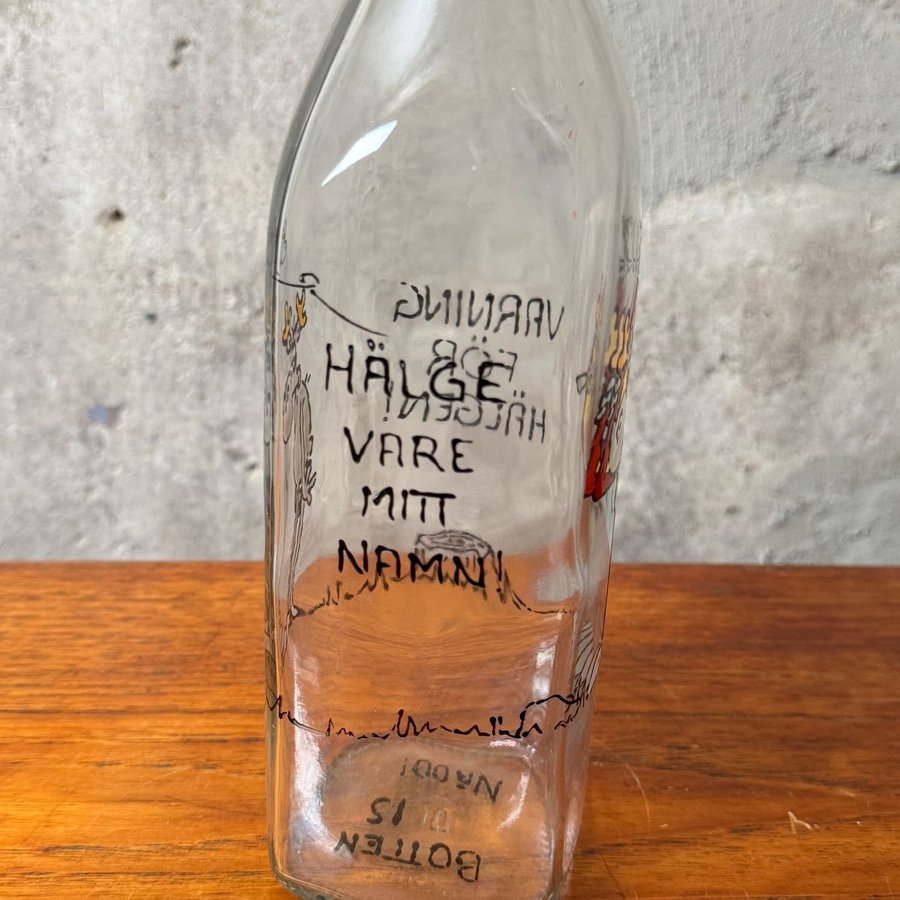 HÄLGE
VARE
MITT
NAMN!
VARNING
FÖR
HÄLGEN!
BOTTEN
NÅDD!